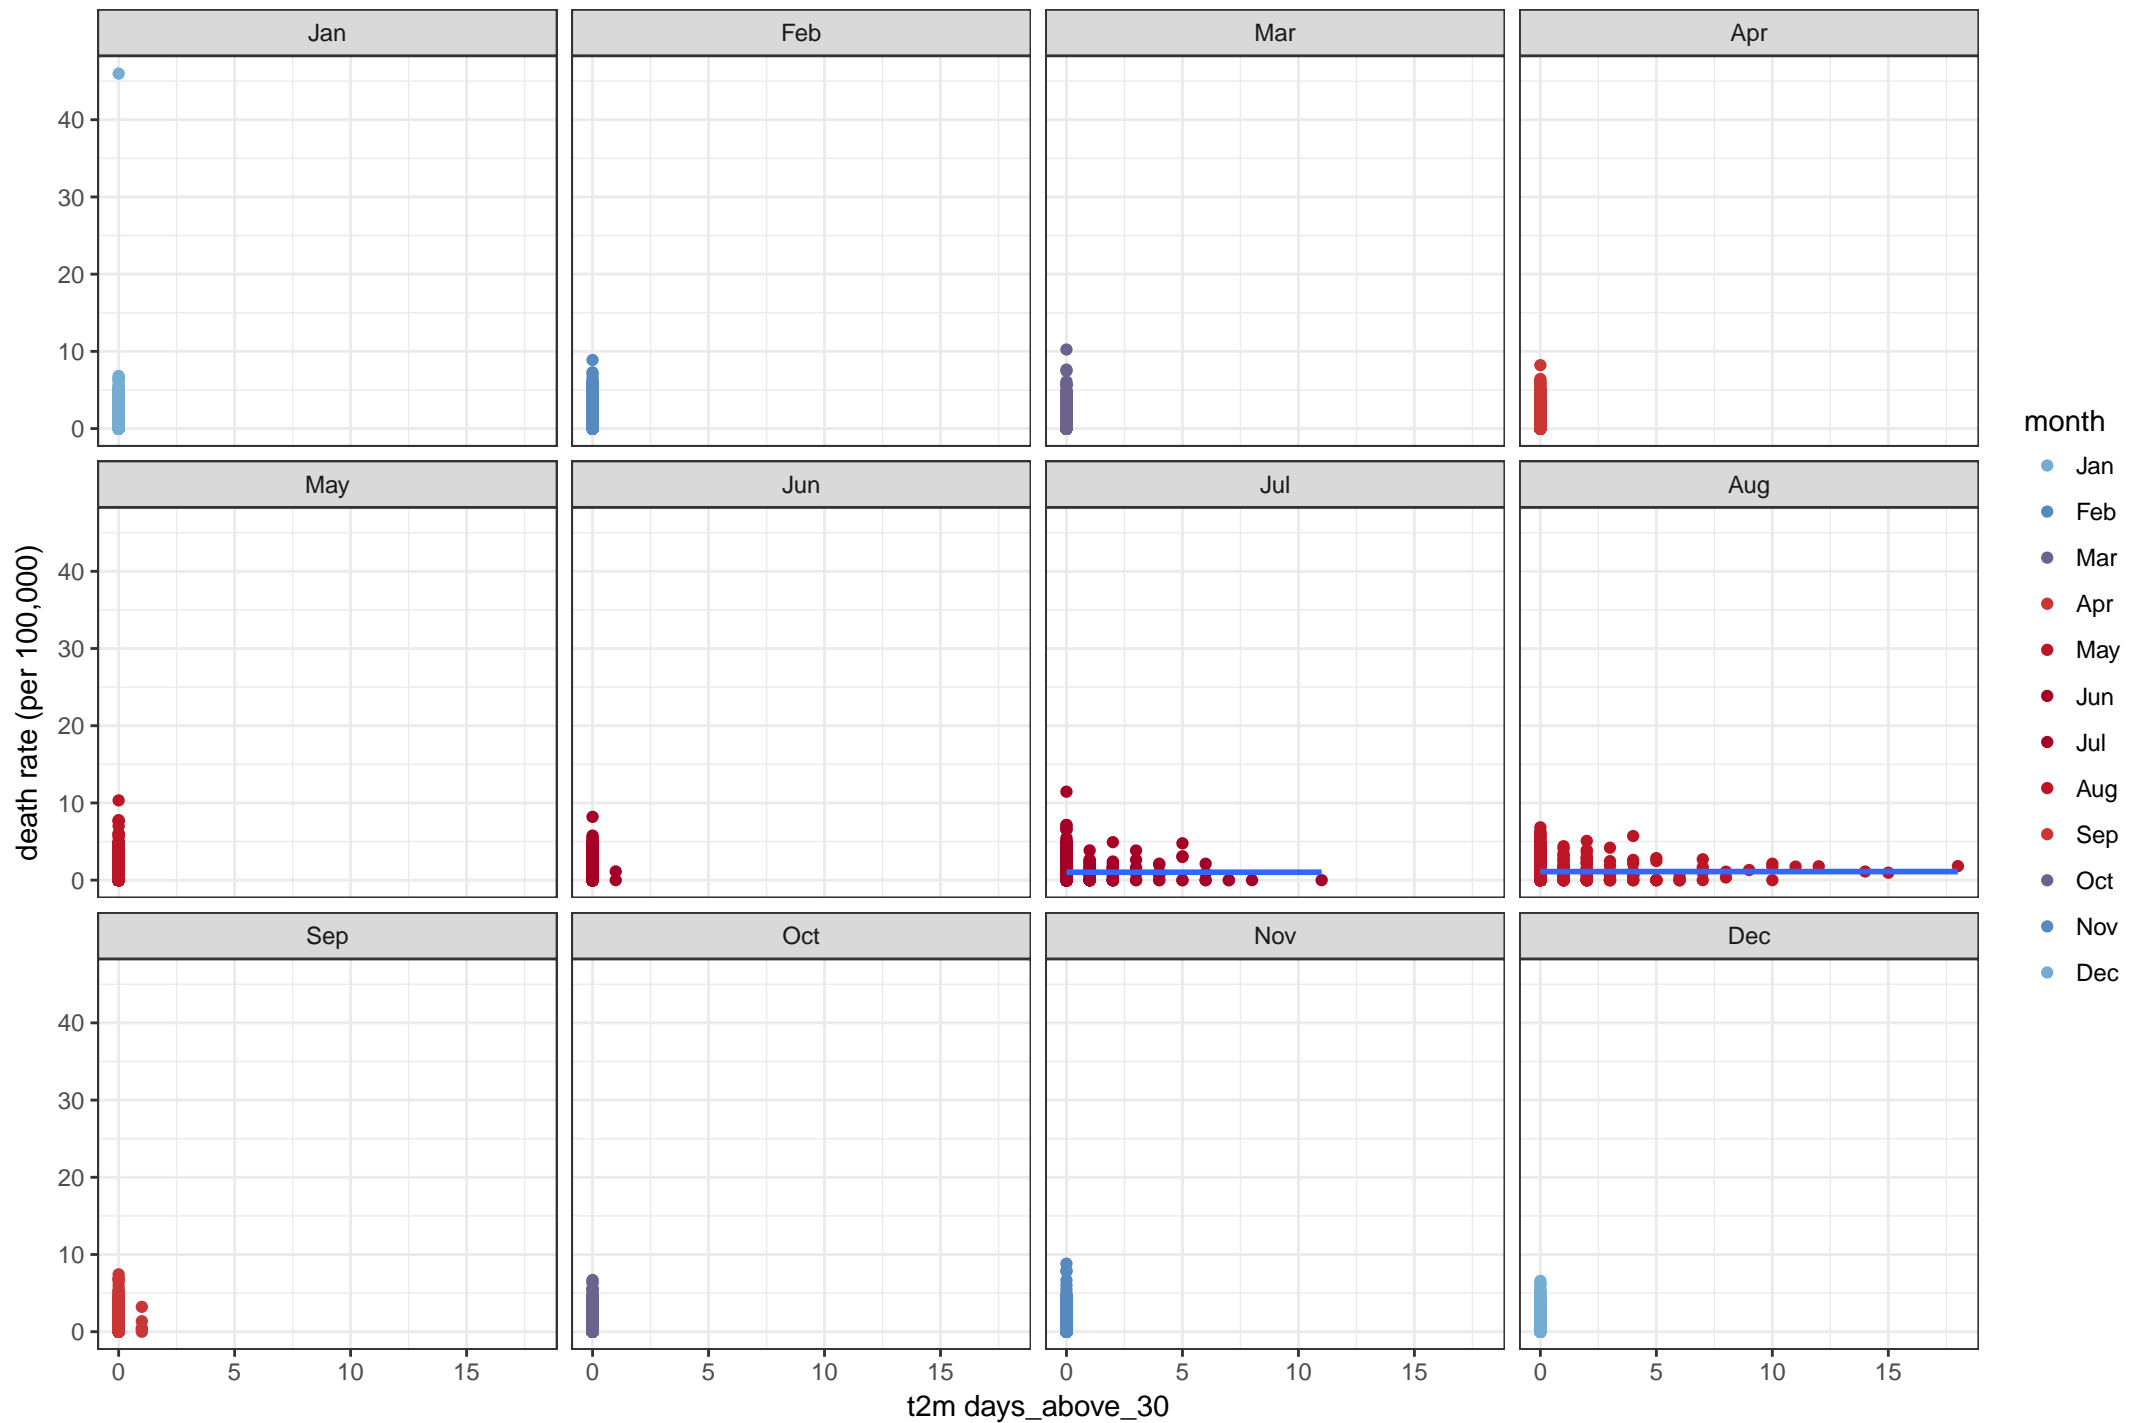 Jan Feb Mar Apr
40
30
20
10
0
May Jun Jul Aug
40
30
20
10
0
Sep Oct Nov Dec
40
30
20
10
0
0 5 10 15 0 5 10 15 0 5 10 15 0 5 10 15
t2m days_above_30
death rate (per 100,000)
month
Jan
Feb
Mar
Apr
May
Jun
Jul
Aug
Sep
Oct
Nov
Dec